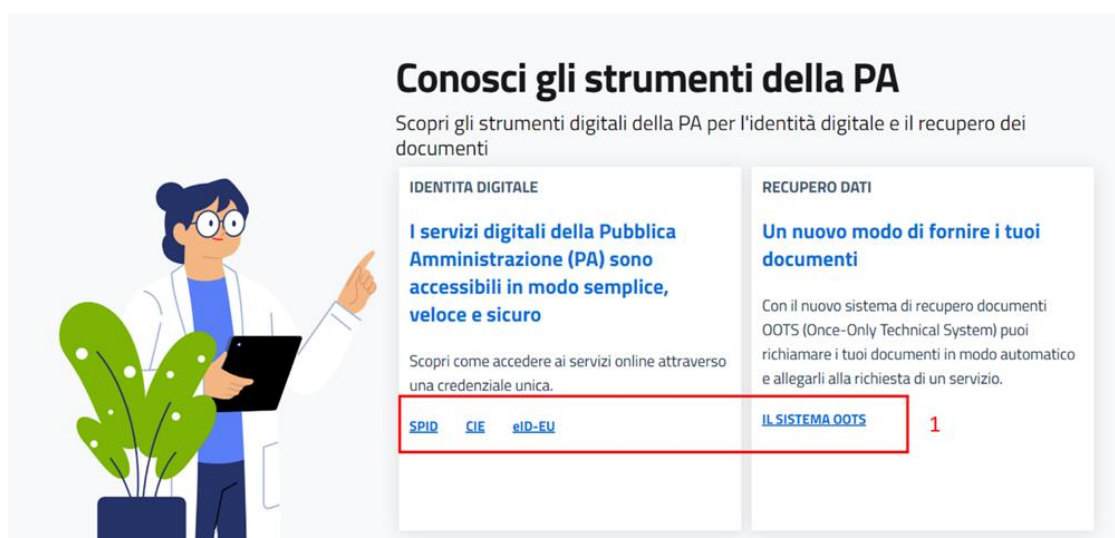 Conosci gli strumenti della PA
Scopri gli strumenti digitali della PA per l'identità digitale e il recupero dei
documenti
IDENTITA DIGITALE
I servizi digitali della Pubblica
Amministrazione (PA) sono
accessibili in modo semplice,
veloce e sicuro
Scopri come accedere ai servizi online attraverso
una credenziale unica.
SPID CIE eID-EU
RECUPERO DATI
Un nuovo modo di fornire i tuoi
documenti
Con il nuovo sistema di recupero documenti
OOTS (Once-Only Technical System) puoi
richiamare i tuoi documenti in modo automatico
e allegarli alla richiesta di un servizio.
IL SISTEMA OOTS
1